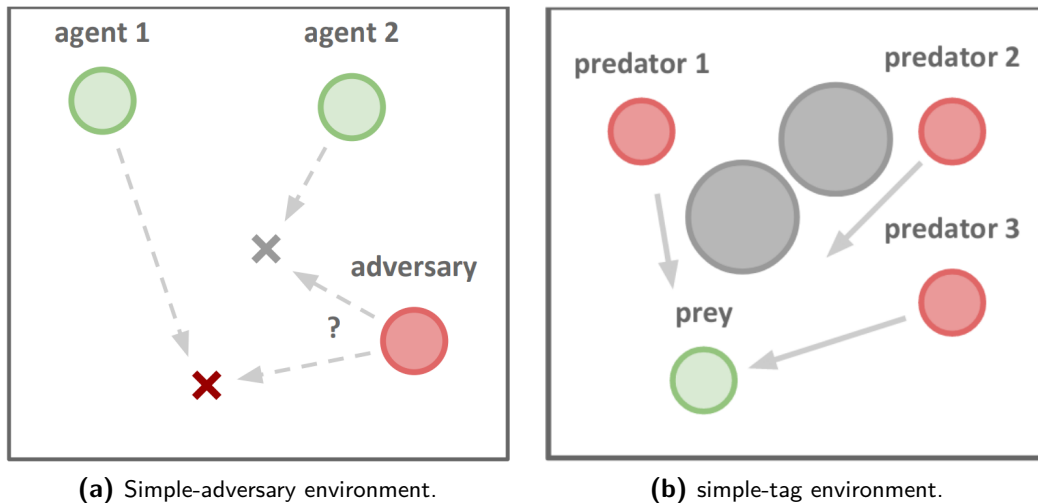 agent 1
agent 2
adversary
?
(a) Simple-adversary environment.
predator 1
predator 2
predator 3
prey
(b) simple-tag environment.